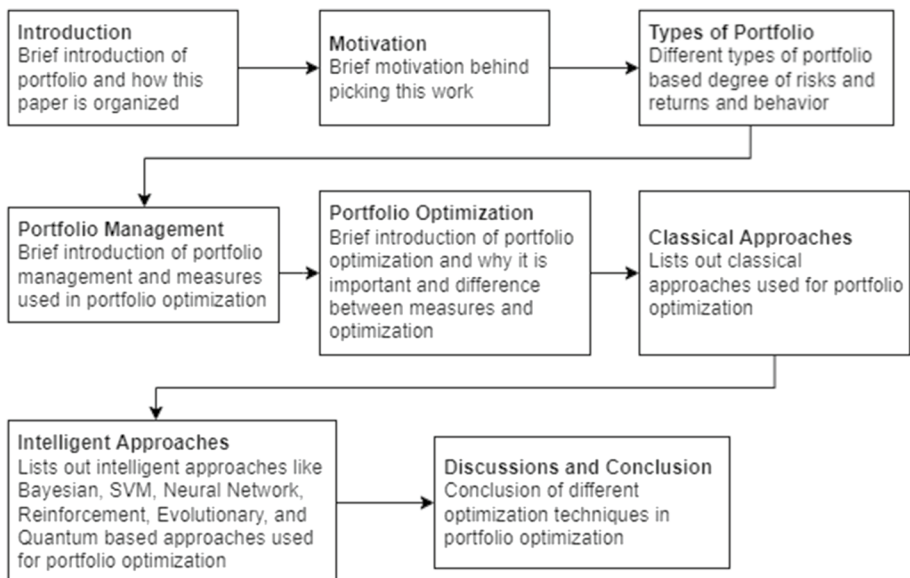 Introduction
Brief introduction of
portfolio and how this
paper is organized
Motivation
Brief motivation behind
picking this work
Types of Portfolio
Different types of portfolio
based degree of risks and
returns and behavior
Portfolio Management
Brief introduction of portfolio
management and measures
used in portfolio optimization
Portfolio Optimization
Brief introduction of portfolio
optimization and why it is
important and difference
between measures and
optimization
Classical Approaches
Lists out classical
approaches used for portfolio
optimization
Intelligent Approaches
Lists out intelligent approaches like
Bayesian, SVM, Neural Network,
Reinforcement, Evolutionary, and
Quantum based approaches used
for portfolio optimization
Discussions and Conclusion
Conclusion of different
optimization techniques in
portfolio optimization